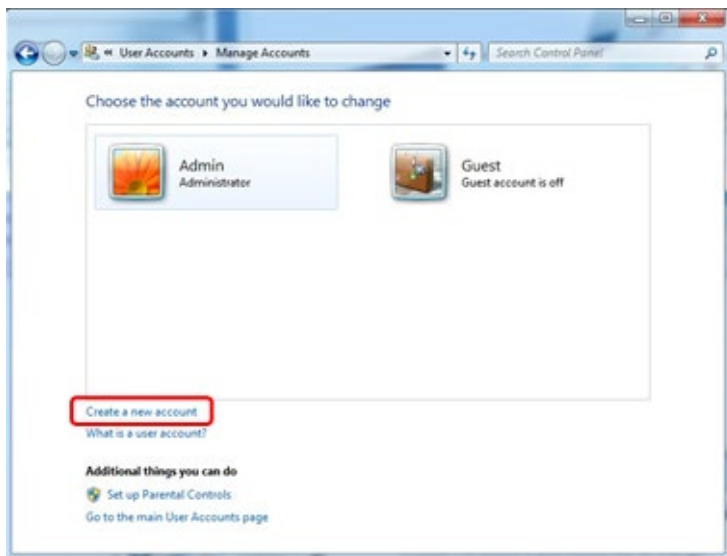 « User Accounts ▸ Manage Accounts
Search Control Panel
Choose the account you would like to change
Admin
Administrator
Guest
Guest account is off
Create a new account
What is a user account?
Additional things you can do
Set up Parental Controls
Go to the main User Accounts page